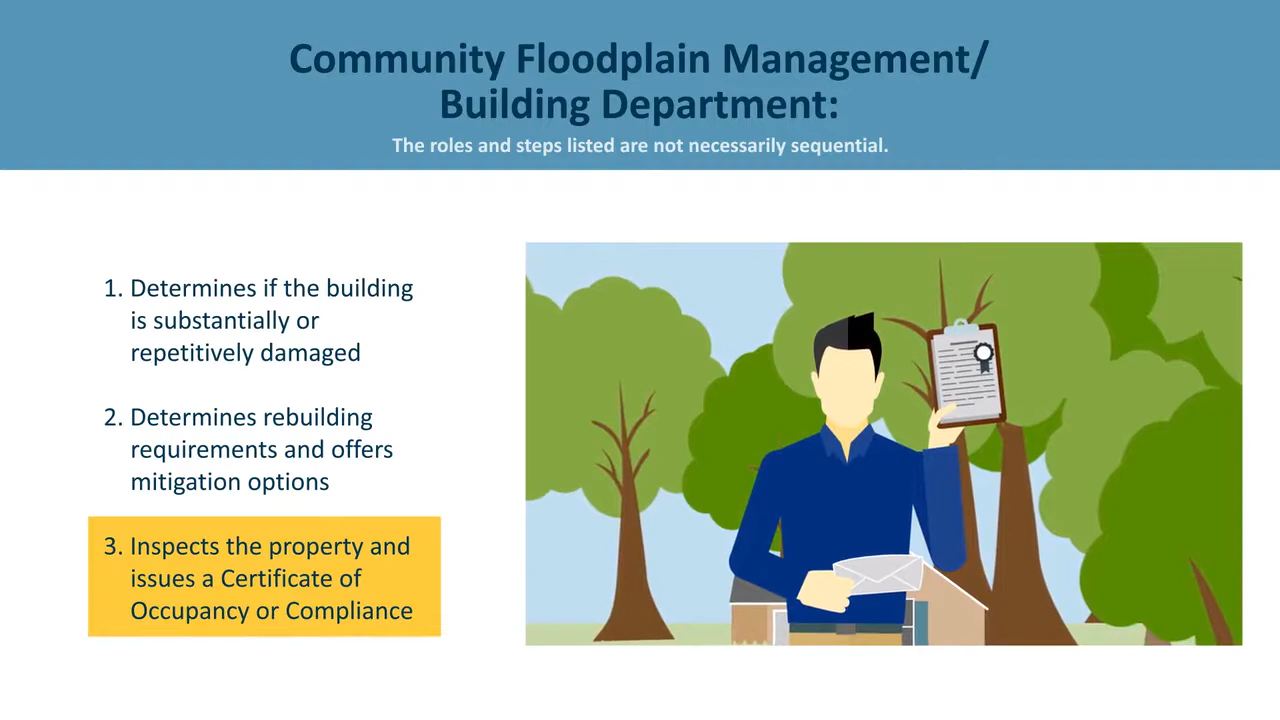 Community Floodplain Management/
Building Department:
The roles and steps listed are not necessarily sequential.
1. Determines if the building
is substantially or
repetitively damaged
2. Determines rebuilding
requirements and offers
mitigation options
3. Inspects the property and
issues a Certificate of
Occupancy or Compliance